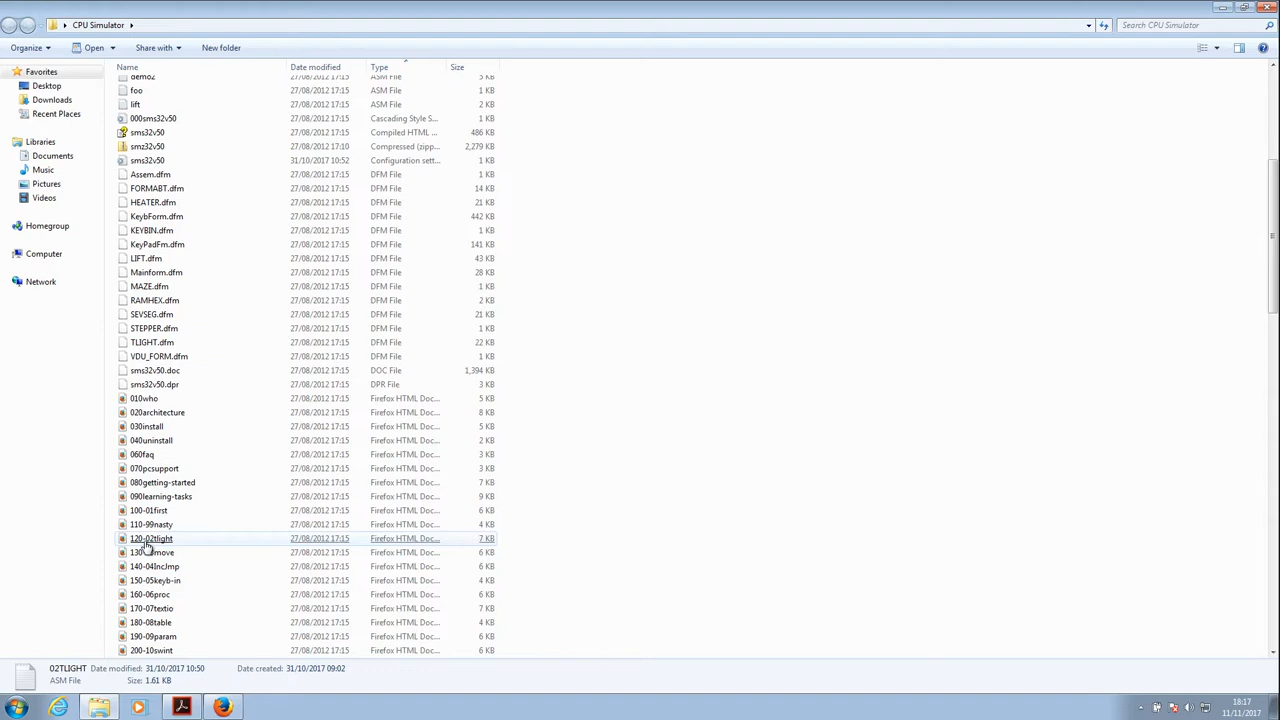 CPU Simulator
Search CPU Simulator
Organize Open Share with New folder
Name Date modified Type Size
Favorites
Desktop
Downloads
Recent Places
Libraries
Documents
Music
Pictures
Videos
Homegroup
Computer
Network
demo2 27/08/2012 17:15 ASM File 3 KB
foo 27/08/2012 17:15 ASM File 1 KB
lift 27/08/2012 17:15 ASM File 2 KB
000sms32v50 27/08/2012 17:15 Cascading Style S... 1 KB
sms32v50 27/08/2012 17:15 Compiled HTML ... 486 KB
smz32v50 27/08/2012 17:10 Compressed (zipp... 2,279 KB
sms32v50 31/10/2017 10:52 Configuration sett... 1 KB
Assem.dfm 27/08/2012 17:15 DFM File 1 KB
FORMABT.dfm 27/08/2012 17:15 DFM File 14 KB
HEATER.dfm 27/08/2012 17:15 DFM File 21 KB
KeybForm.dfm 27/08/2012 17:15 DFM File 442 KB
KEYBIN.dfm 27/08/2012 17:15 DFM File 1 KB
KeyPadFm.dfm 27/08/2012 17:15 DFM File 141 KB
LIFT.dfm 27/08/2012 17:15 DFM File 43 KB
Mainform.dfm 27/08/2012 17:15 DFM File 28 KB
MAZE.dfm 27/08/2012 17:15 DFM File 1 KB
RAMHEX.dfm 27/08/2012 17:15 DFM File 2 KB
SEVSEG.dfm 27/08/2012 17:15 DFM File 21 KB
STEPPER.dfm 27/08/2012 17:15 DFM File 1 KB
TLIGHT.dfm 27/08/2012 17:15 DFM File 22 KB
VDU_FORM.dfm 27/08/2012 17:15 DFM File 1 KB
sms32v50.doc 27/08/2012 17:15 DOC File 1,394 KB
sms32v50.dpr 27/08/2012 17:15 DPR File 3 KB
010who 27/08/2012 17:15 Firefox HTML Doc... 5 KB
020architecture 27/08/2012 17:15 Firefox HTML Doc... 8 KB
030install 27/08/2012 17:15 Firefox HTML Doc... 5 KB
040uninstall 27/08/2012 17:15 Firefox HTML Doc... 2 KB
060faq 27/08/2012 17:15 Firefox HTML Doc... 3 KB
070pcsupport 27/08/2012 17:15 Firefox HTML Doc... 3 KB
080getting-started 27/08/2012 17:15 Firefox HTML Doc... 7 KB
090learning-tasks 27/08/2012 17:15 Firefox HTML Doc... 9 KB
100-01first 27/08/2012 17:15 Firefox HTML Doc... 6 KB
110-99nasty 27/08/2012 17:15 Firefox HTML Doc... 4 KB
120-02tlight 27/08/2012 17:15 Firefox HTML Doc... 7 KB
27/08/2012 17:15 Firefox HTML Doc... 6 KB
140-04IncJmp 27/08/2012 17:15 Firefox HTML Doc... 6 KB
150-05keyb-in 27/08/2012 17:15 Firefox HTML Doc... 4 KB
160-06proc 27/08/2012 17:15 Firefox HTML Doc... 6 KB
170-07textio 27/08/2012 17:15 Firefox HTML Doc... 7 KB
180-08table 27/08/2012 17:15 Firefox HTML Doc... 4 KB
190-09param 27/08/2012 17:15 Firefox HTML Doc... 6 KB
200-10swint 27/08/2012 17:15 Firefox HTML Doc... 6 KB
02TLIGHT Date modified: 31/10/2017 10:50 Date created: 31/10/2017 09:02
ASM File Size: 1.61 KB
18:17
11/11/2017